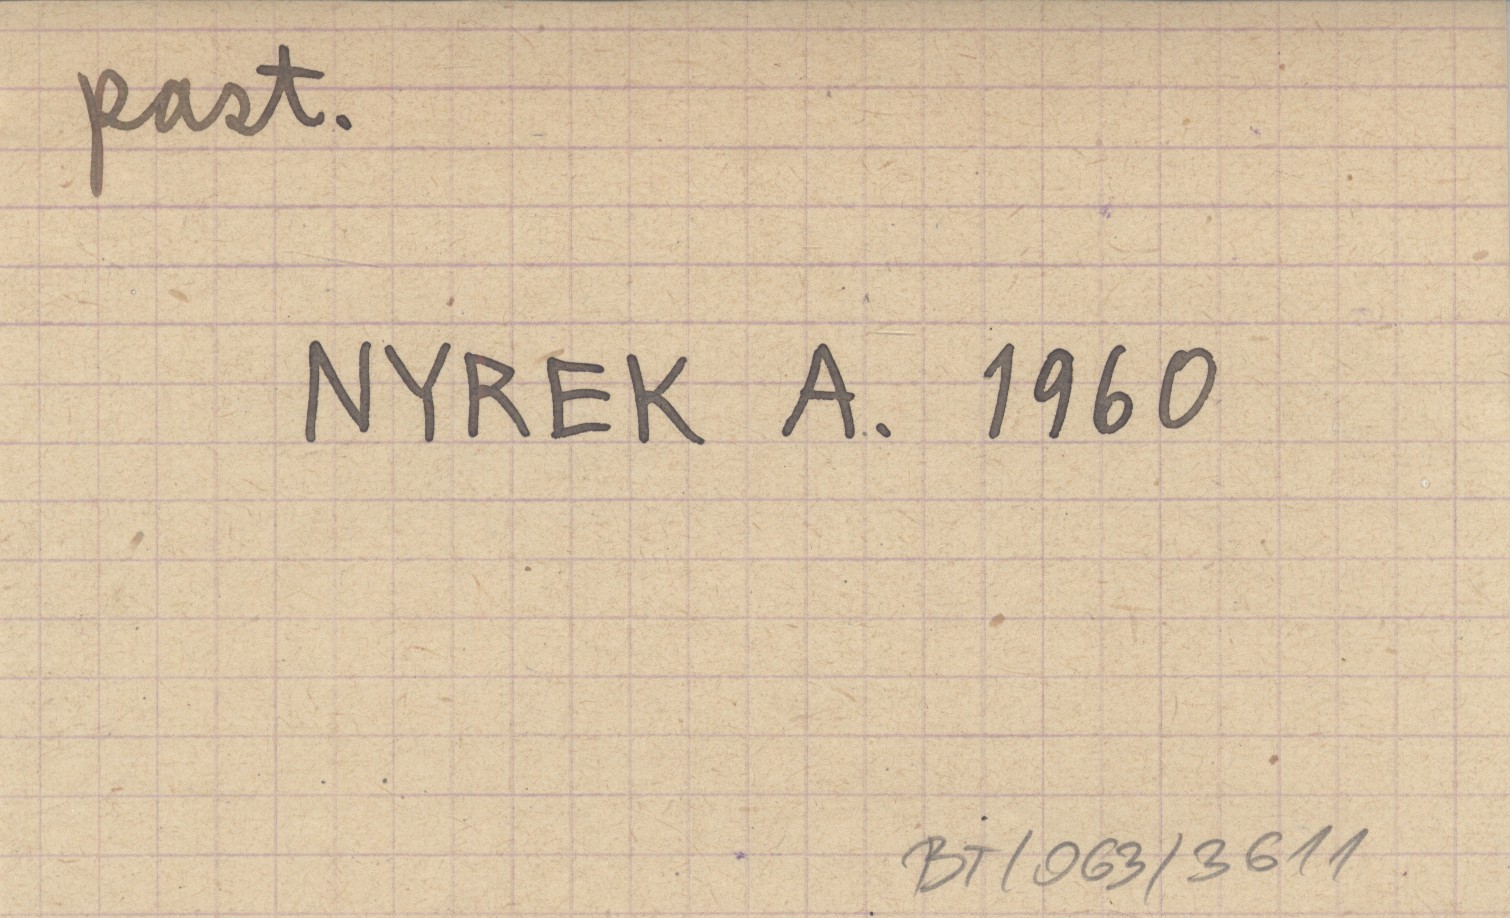 past.
NYREK A. 1960
BT/063/3611